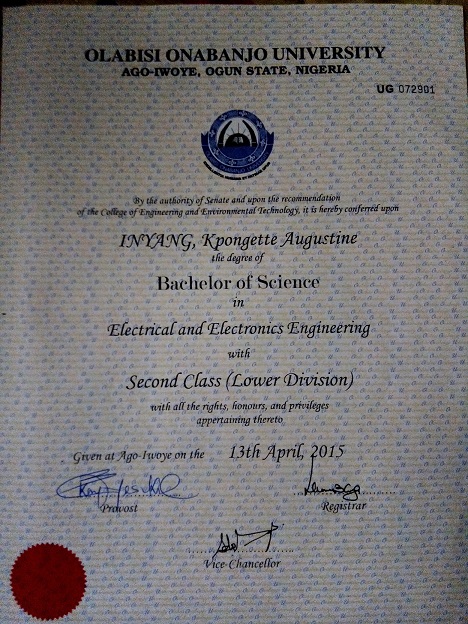 OLABISI ONABANJO UNIVERSITY
AGO-IWOYE, OGUN STATE, NIGERIA
UG 072901
By the authority of Senate and upon the recommendation
of the College of Engineering and Environmental Technology, it is hereby conferred upon
INYANG, Kpongette Augustine
the degree of
Bachelor of Science
in
Electrical and Electronics Engineering
with
Second Class (Lower Division)
with all the rights, honours, and privileges
appertaining thereto
Given at Ago-Iwoye on the 13th April, 2015
Provost Registrar
Vice-Chancellor